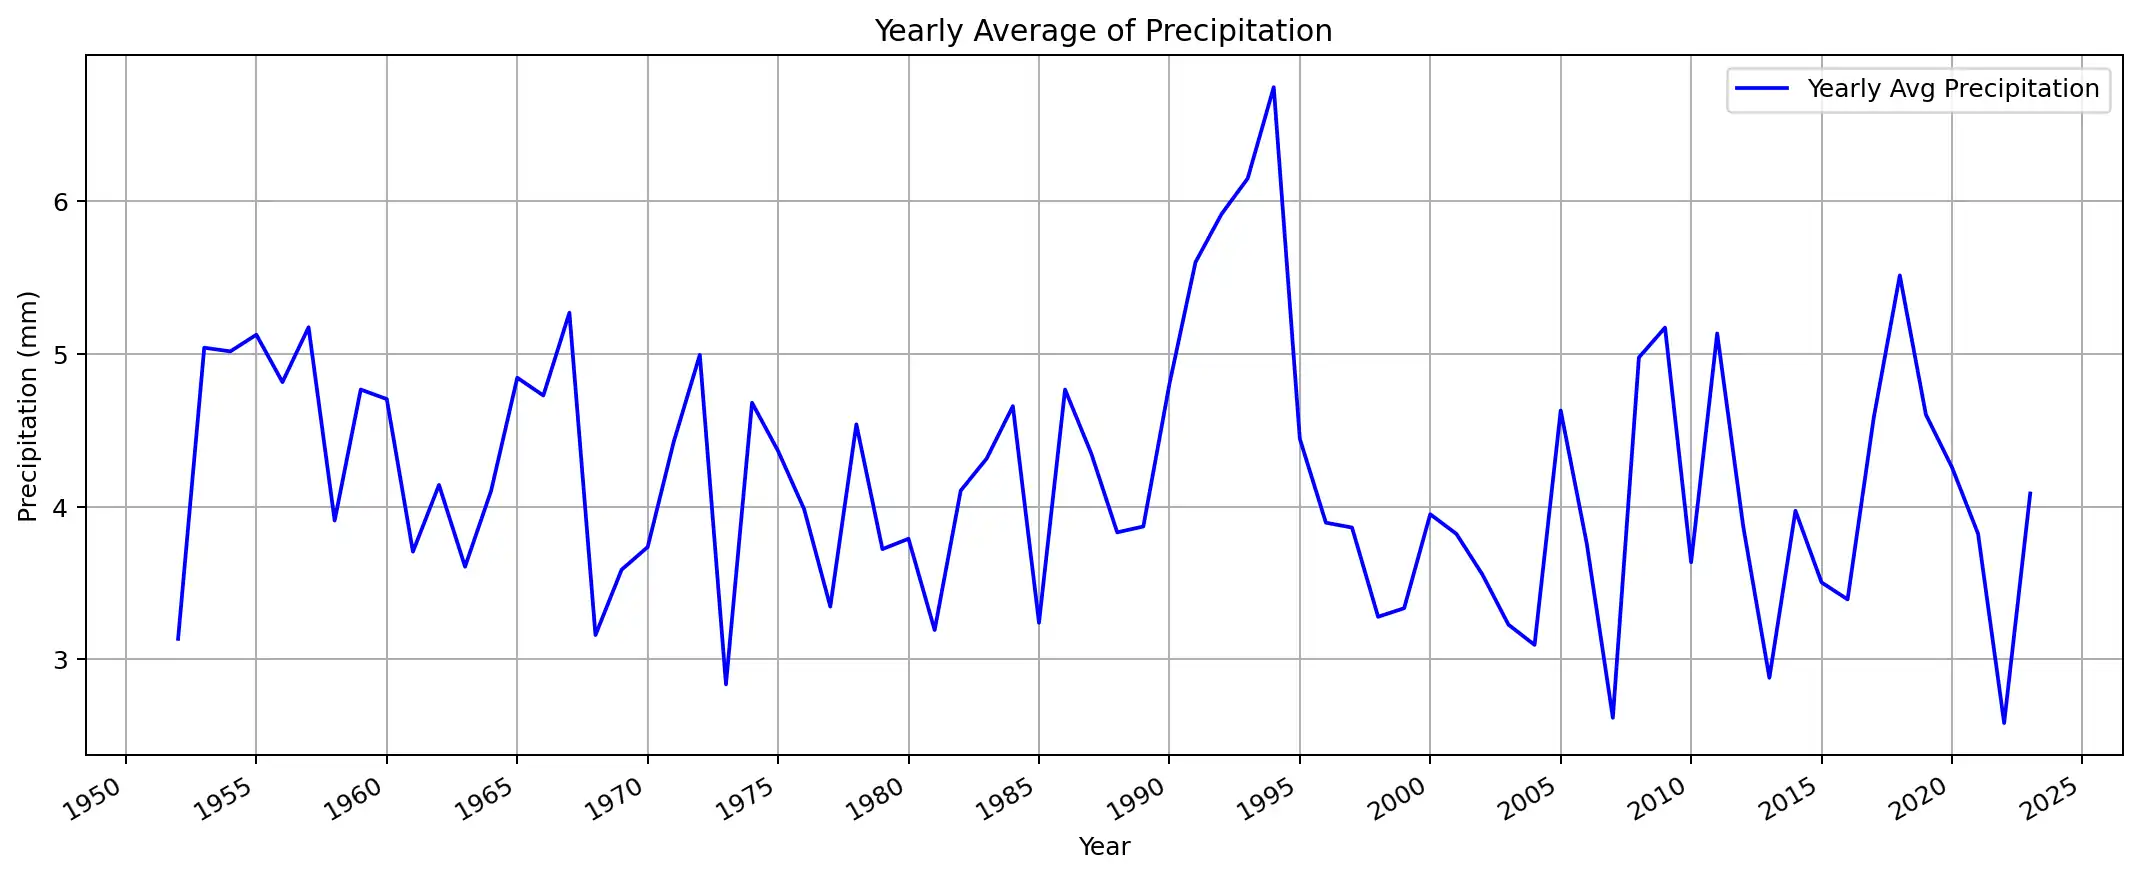 Yearly Average of Precipitation
Yearly Avg Precipitation
Precipitation (mm)
6
5
4
3
1950 1955 1960 1965 1970 1975 1980 1985 1990 1995 2000 2005 2010 2015 2020 2025
Year